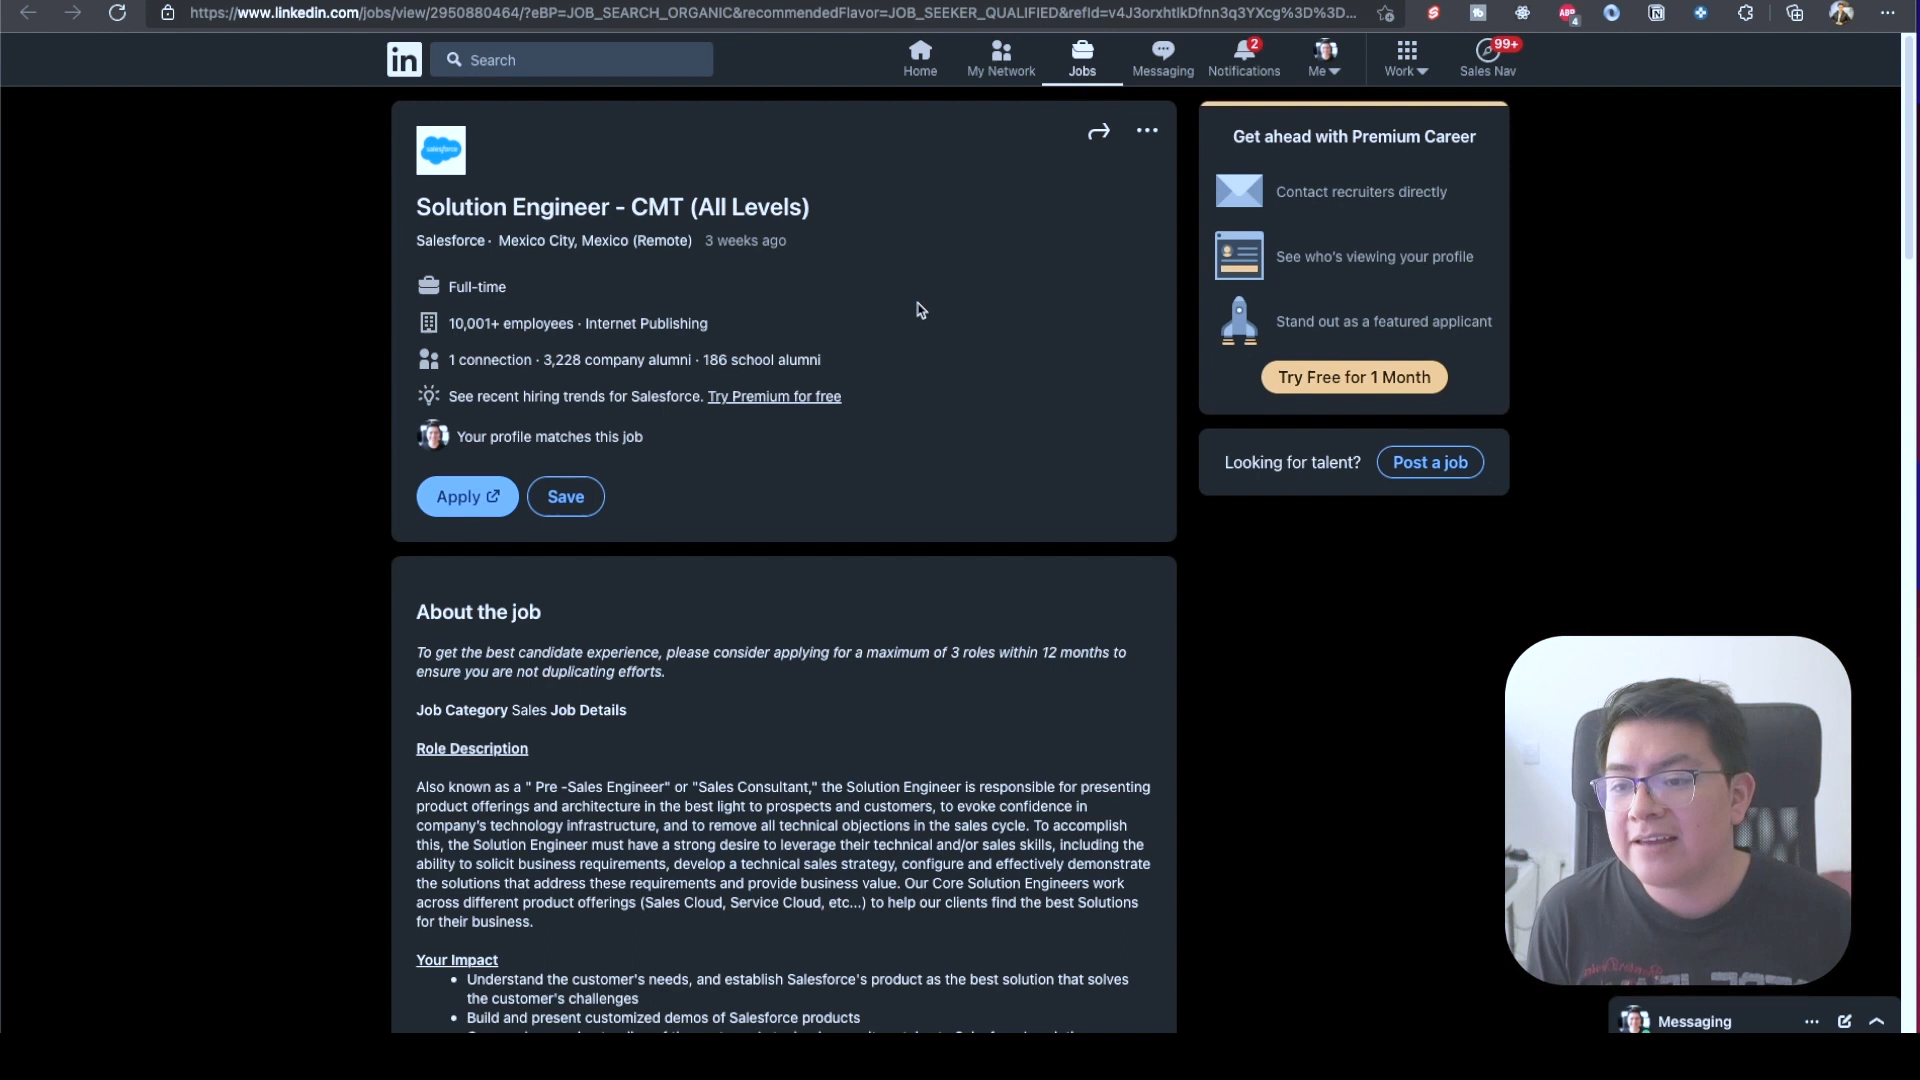 https://www.linkedin.com/jobs/view/2950880464/?eBP=JOB_SEARCH_ORGANIC&recommendedFlavor=JOB_SEEKER_QUALIFIED&refId=v4J3orxhtlkDfnn3q3YXcg%3D%3D...
in
Search
Home
My Network
Jobs
Messaging
2
Notifications
Me
Work
99+
Sales Nav
salesforce
Solution Engineer - CMT (All Levels)
Salesforce · Mexico City, Mexico (Remote) 3 weeks ago
Full-time
10,001+ employees · Internet Publishing
1 connection · 3,228 company alumni · 186 school alumni
See recent hiring trends for Salesforce. Try Premium for free
Your profile matches this job
Apply
Save
Get ahead with Premium Career
Contact recruiters directly
See who's viewing your profile
Stand out as a featured applicant
Try Free for 1 Month
Looking for talent?
Post a job
About the job
To get the best candidate experience, please consider applying for a maximum of 3 roles within 12 months to
ensure you are not duplicating efforts.
Job Category Sales Job Details
Role Description
Also known as a " Pre -Sales Engineer" or "Sales Consultant," the Solution Engineer is responsible for presenting
product offerings and architecture in the best light to prospects and customers, to evoke confidence in
company's technology infrastructure, and to remove all technical objections in the sales cycle. To accomplish
this, the Solution Engineer must have a strong desire to leverage their technical and/or sales skills, including the
ability to solicit business requirements, develop a technical sales strategy, configure and effectively demonstrate
the solutions that address these requirements and provide business value. Our Core Solution Engineers work
across different product offerings (Sales Cloud, Service Cloud, etc...) to help our clients find the best Solutions
for their business.
Your Impact
• Understand the customer's needs, and establish Salesforce's product as the best solution that solves
the customer's challenges
• Build and present customized demos of Salesforce products
Messaging